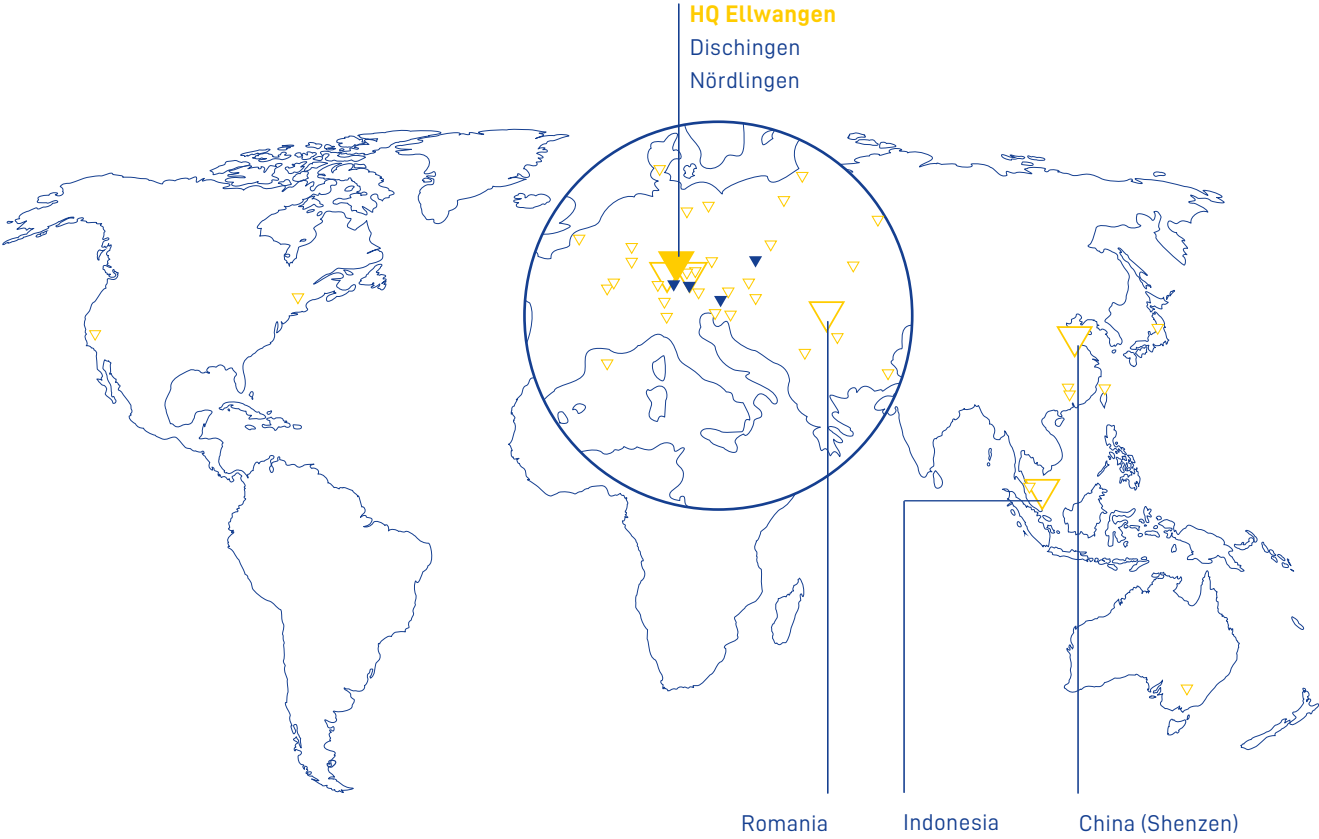 HQ Ellwangen
Dischingen
Nördlingen
Romania
Indonesia
China (Shenzen)